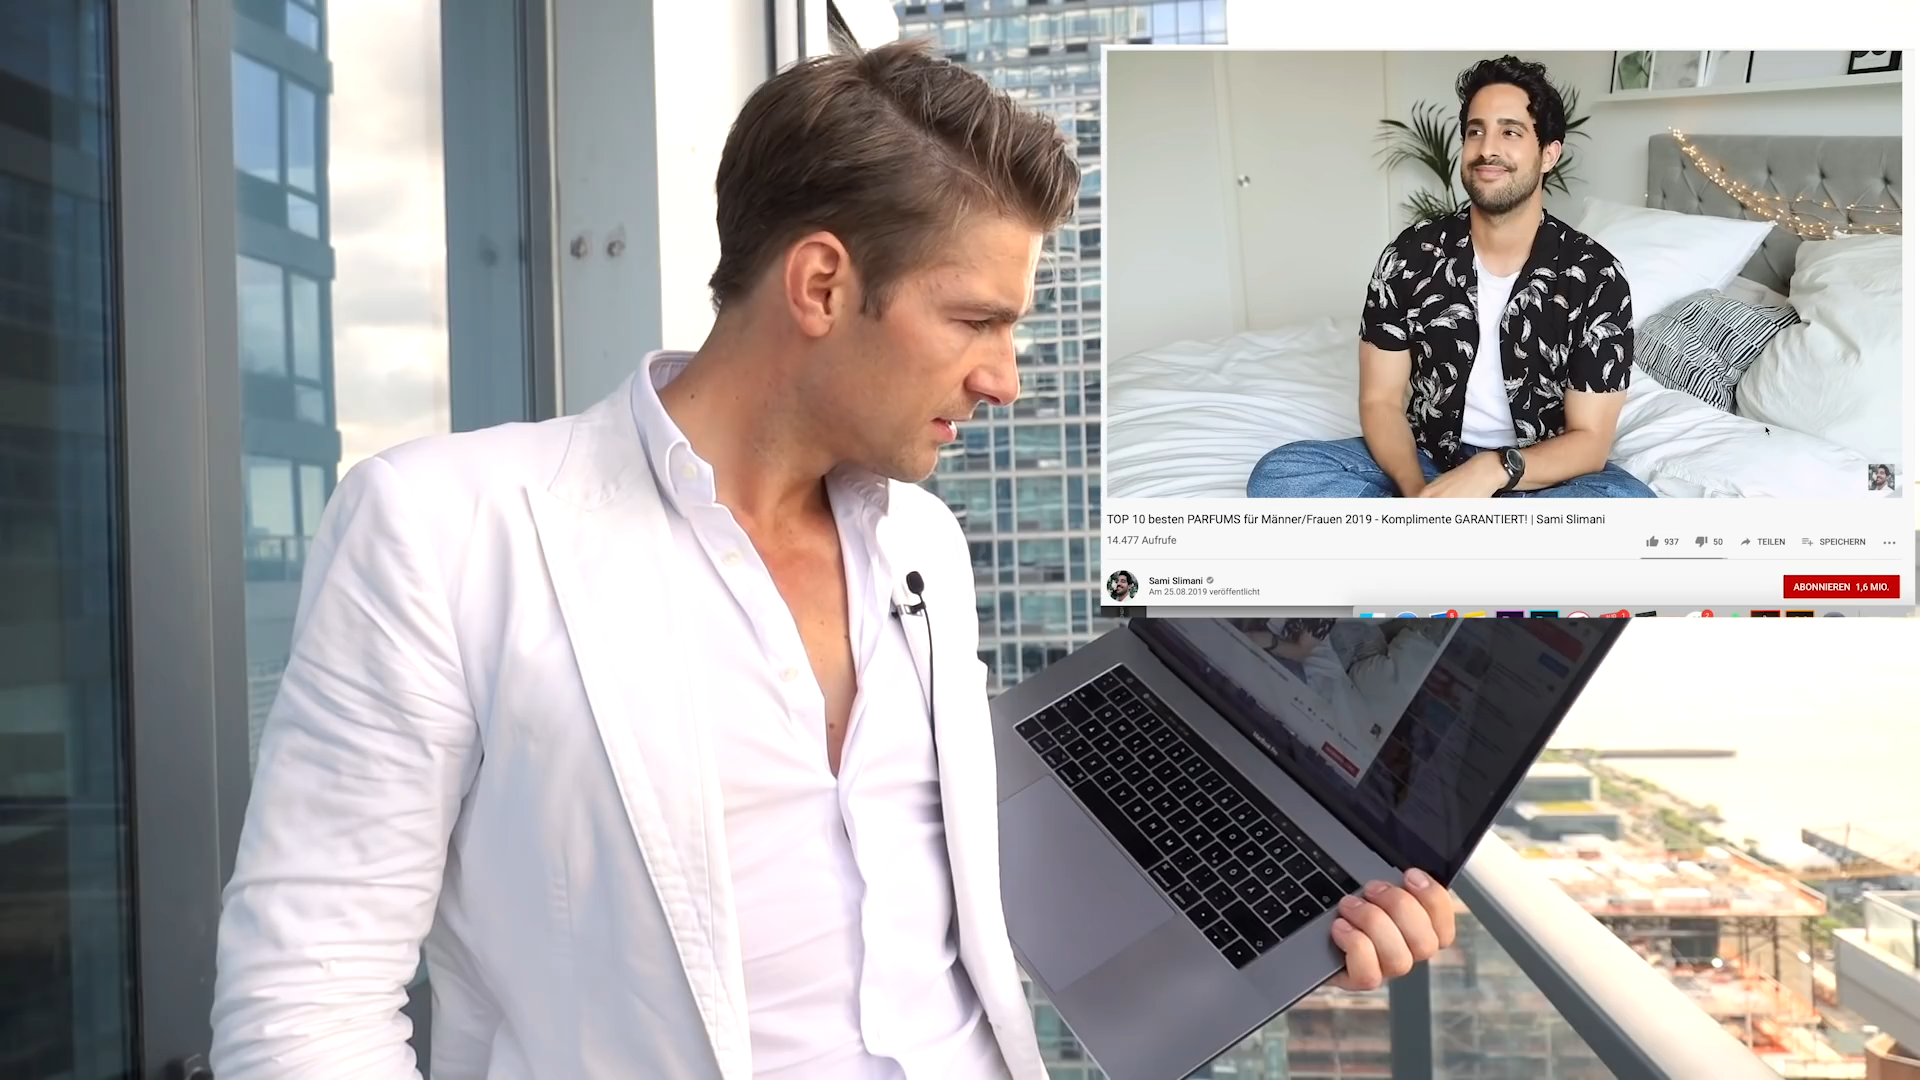 TOP 10 besten PARFUMS für Männer/Frauen 2019 - Komplimente GARANTIERT! | Sami Slimani
14.477 Aufrufe
937
50
TEILEN
SPEICHERN
Sami Slimani
Am 25.08.2019 veröffentlicht
ABONNIEREN 1,6 MIO.